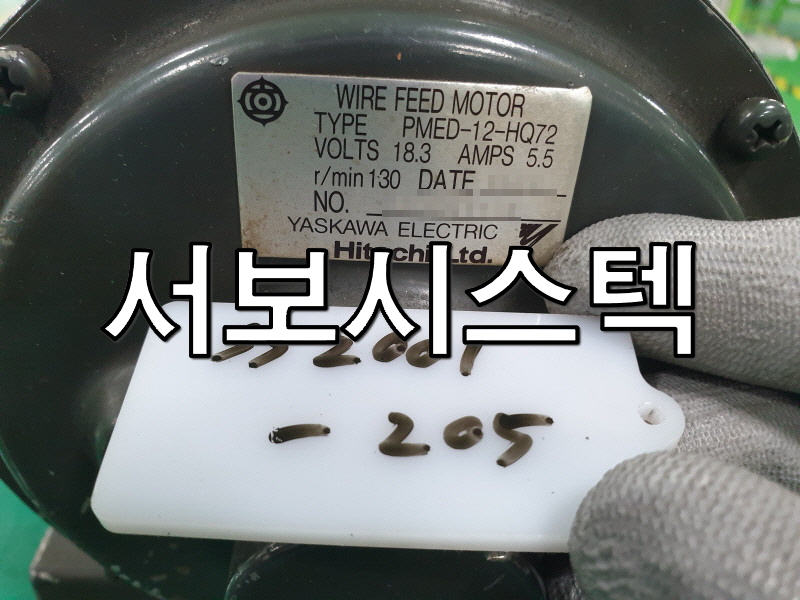 WIRE FEED MOTOR
TYPE PMED-12-HQ72
VOLTS 18.3 AMPS 5.5
r/min 130 DATE
NO.
YASKAWA ELECTRIC
Hitachi, Ltd.
서보시스텍
SS2001
- 205